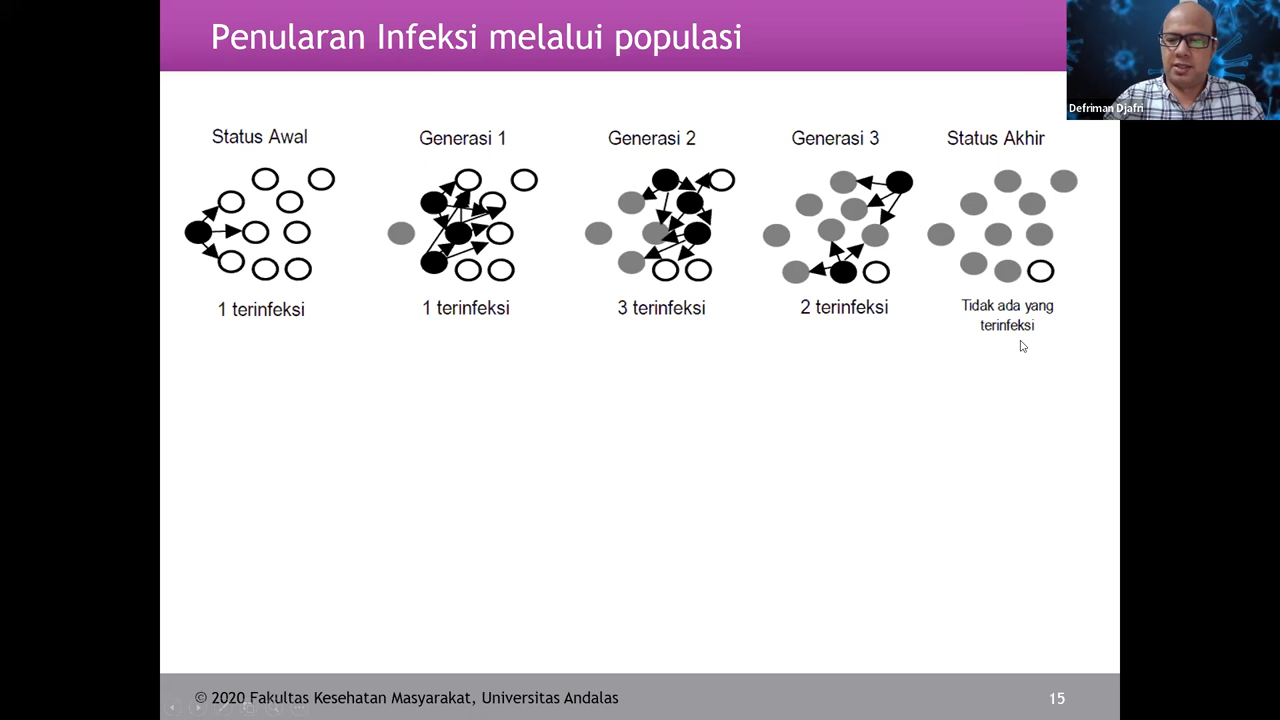 Penularan Infeksi melalui populasi
Defriman Djafri
Status Awal
Generasi 1
Generasi 2
Generasi 3
Status Akhir
1 terinfeksi
1 terinfeksi
3 terinfeksi
2 terinfeksi
Tidak ada yang
terinfeksi
© 2020 Fakultas Kesehatan Masyarakat, Universitas Andalas
15